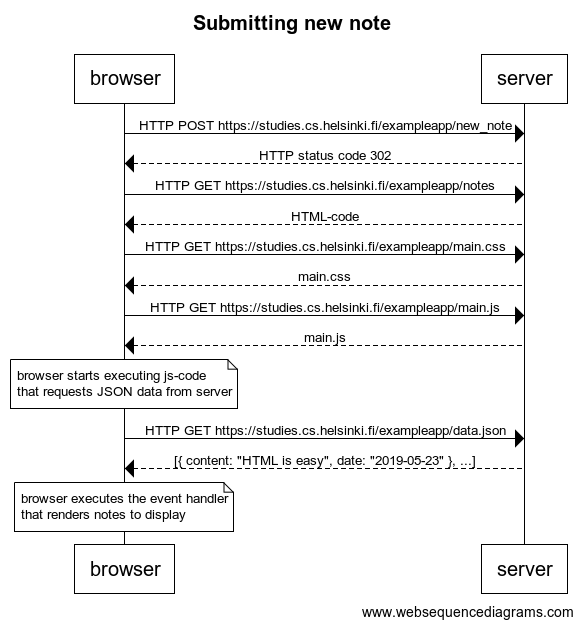 Submitting new note
browser
server
HTTP POST https://studies.cs.helsinki.fi/exampleapp/new_note
HTTP status code 302
HTTP GET https://studies.cs.helsinki.fi/exampleapp/notes
HTML-code
HTTP GET https://studies.cs.helsinki.fi/exampleapp/main.css
main.css
HTTP GET https://studies.cs.helsinki.fi/exampleapp/main.js
main.js
browser starts executing js-code
that requests JSON data from server
HTTP GET https://studies.cs.helsinki.fi/exampleapp/data.json
[{ content: "HTML is easy", date: "2019-05-23" }, ...]
browser executes the event handler
that renders notes to display
browser
server
www.websequencediagrams.com